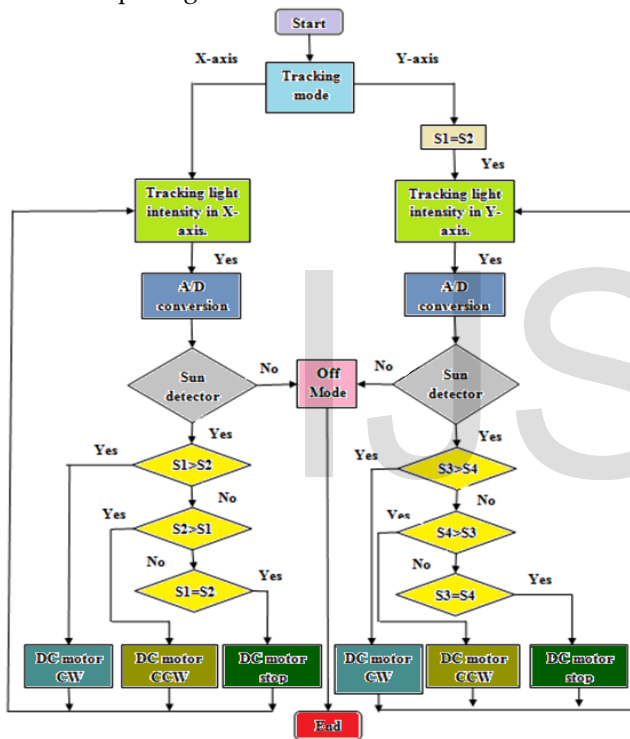 Start
X-axis
Y-axis
Tracking
mode
S1=S2
Yes
Tracking light
intensity in X-
axis.
Tracking light
intensity in Y-
axis.
Yes
Yes
A/D
conversion
A/D
conversion
Sun
detector
No
Off
Mode
No
Sun
detector
Yes
Yes
Yes
S1>S2
Yes
S3>S4
No
No
Yes
S2>S1
Yes
S4>S3
No
No
S1=S2
Yes
S3=S4
Yes
DC motor
CW
DC motor
CCW
DC motor
stop
DC motor
CW
DC motor
CCW
DC motor
stop
End
IJS